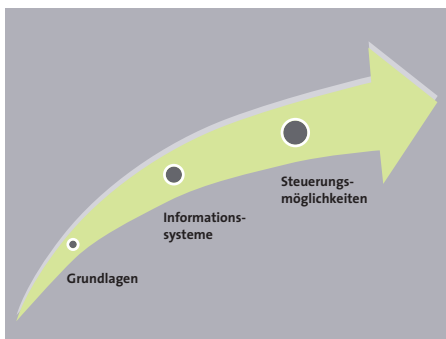 Steuerungs-
möglichkeiten
Informations-
systeme
Grundlagen